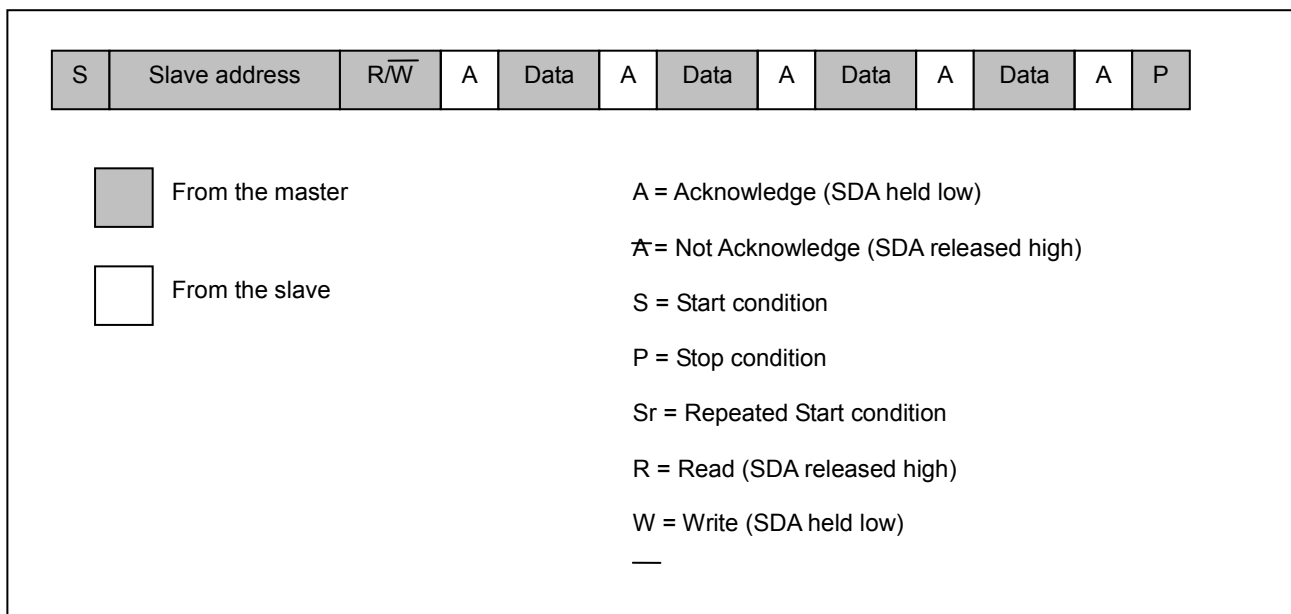 S Slave address R/W̅ A Data A Data A Data A Data A P
From the master
From the slave
A = Acknowledge (SDA held low)
A̅ = Not Acknowledge (SDA released high)
S = Start condition
P = Stop condition
Sr = Repeated Start condition
R = Read (SDA released high)
W = Write (SDA held low)